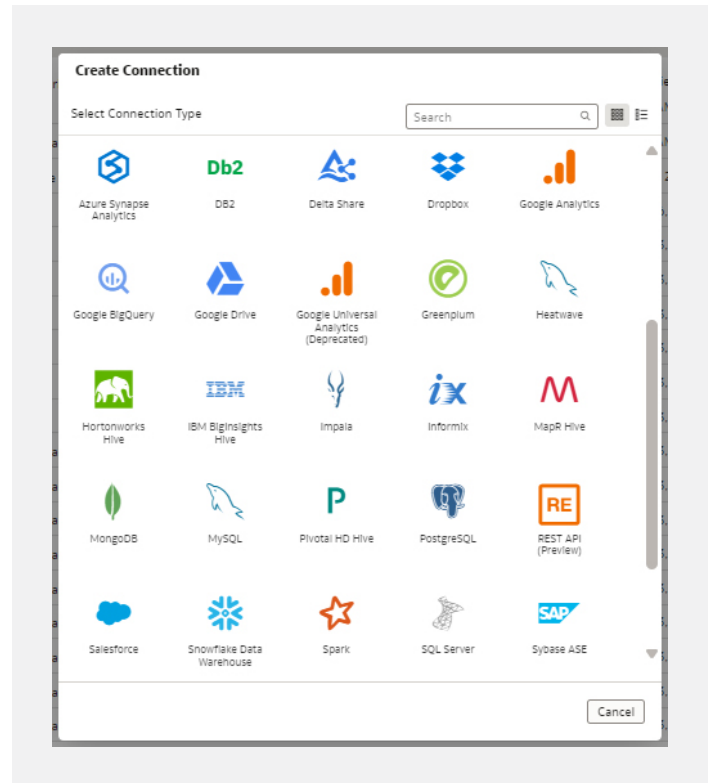 Create Connection
Select Connection Type
Search
Db2
Azure Synapse
Analytics
DB2
Delta Share
Dropbox
Google Analytics
Google BigQuery
Google Drive
Google Universal
Analytics
(Deprecated)
Greenplum
Heatwave
IBM
ix
Hortonworks
Hive
IBM BigInsights
Hive
Impala
Informix
MapR Hive
P
RE
MongoDB
MySQL
Pivotal HD Hive
PostgreSQL
REST API
(Preview)
SAP
Salesforce
Snowflake Data
Warehouse
Spark
SQL Server
Sybase ASE
Cancel